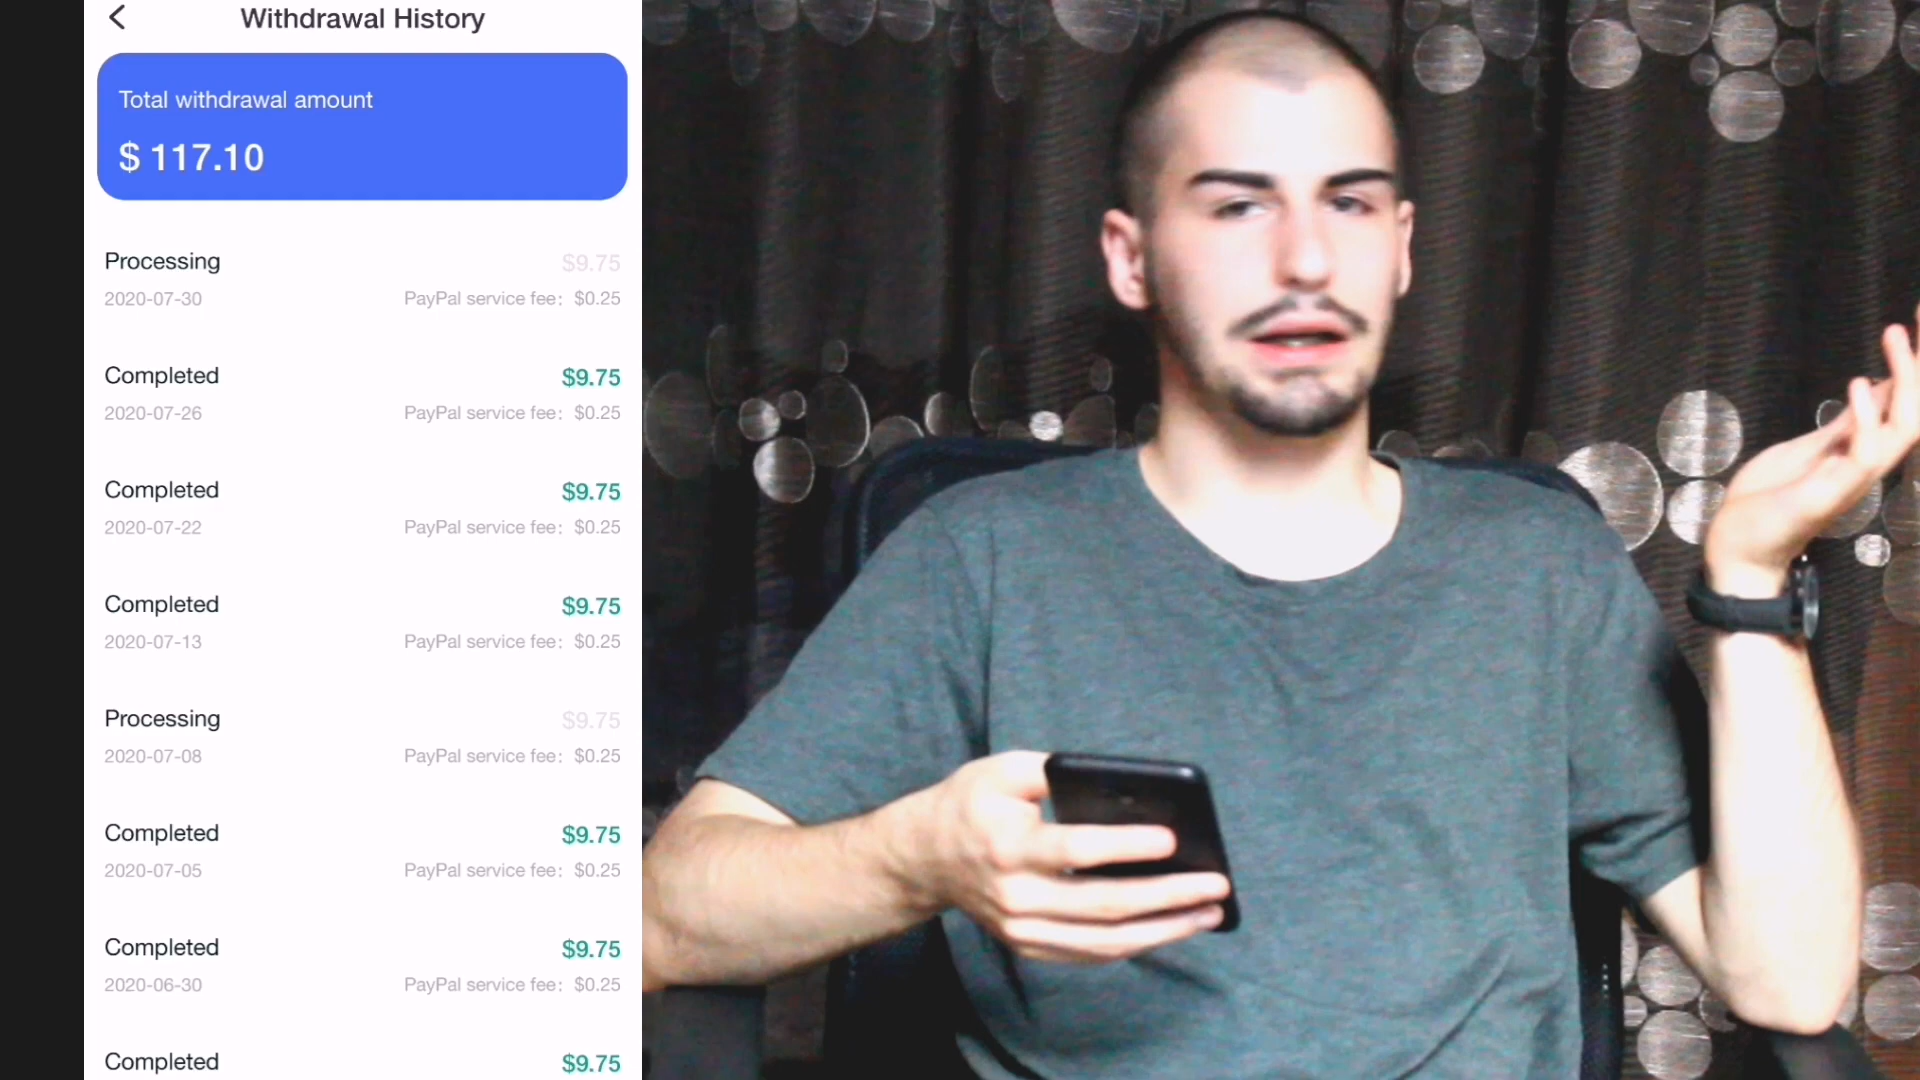 Withdrawal History
Total withdrawal amount
$ 117.10
Processing $9.75
2020-07-30 PayPal service fee: $0.25
Completed $9.75
2020-07-26 PayPal service fee: $0.25
Completed $9.75
2020-07-22 PayPal service fee: $0.25
Completed $9.75
2020-07-13 PayPal service fee: $0.25
Processing $9.75
2020-07-08 PayPal service fee: $0.25
Completed $9.75
2020-07-05 PayPal service fee: $0.25
Completed $9.75
2020-06-30 PayPal service fee: $0.25
Completed $9.75